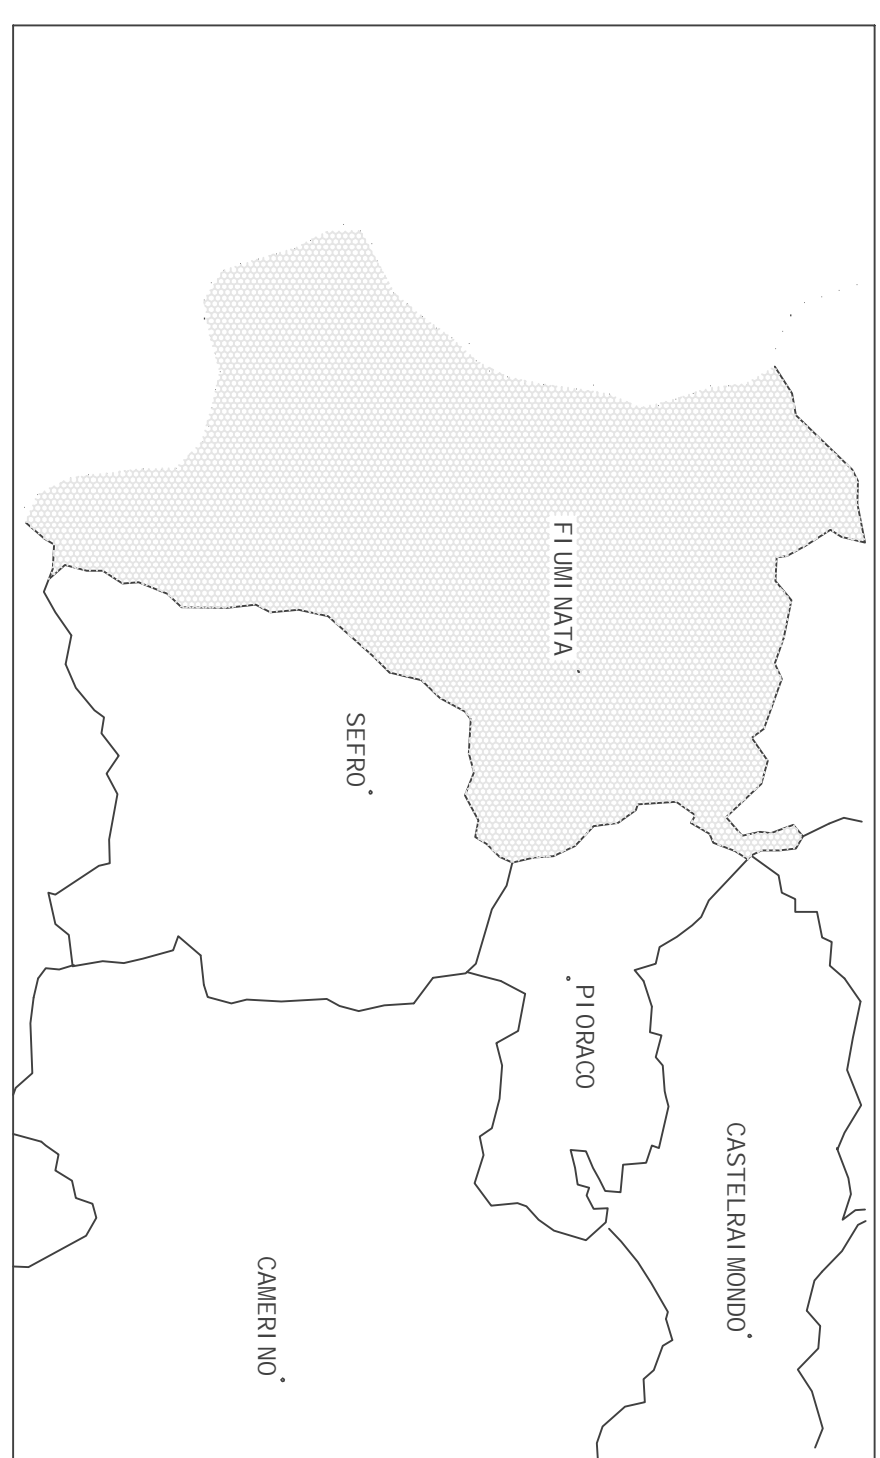 FIUMINATA
SEFRO
PIORACO
CASTELRAIMONDO
CAMERINO